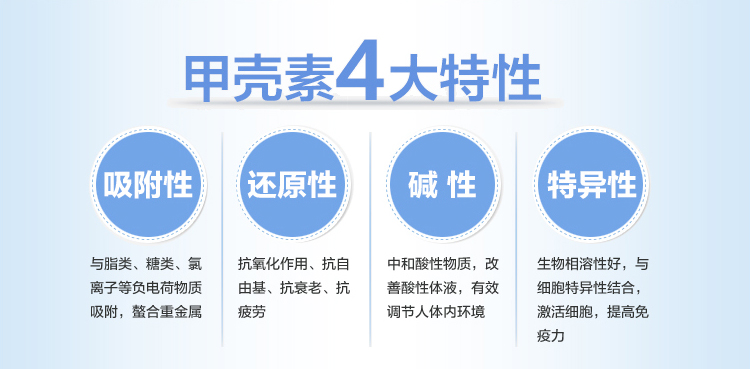 甲壳素4大特性
吸附性
与脂类、糖类、氯
离子等负电荷物质
吸附，螯合重金属
还原性
抗氧化作用、抗自
由基、抗衰老、抗
疲劳
碱 性
中和酸性物质，改
善酸性体液，有效
调节人体内环境
特异性
生物相溶性好，与
细胞特异性结合，
激活细胞，提高免
疫力